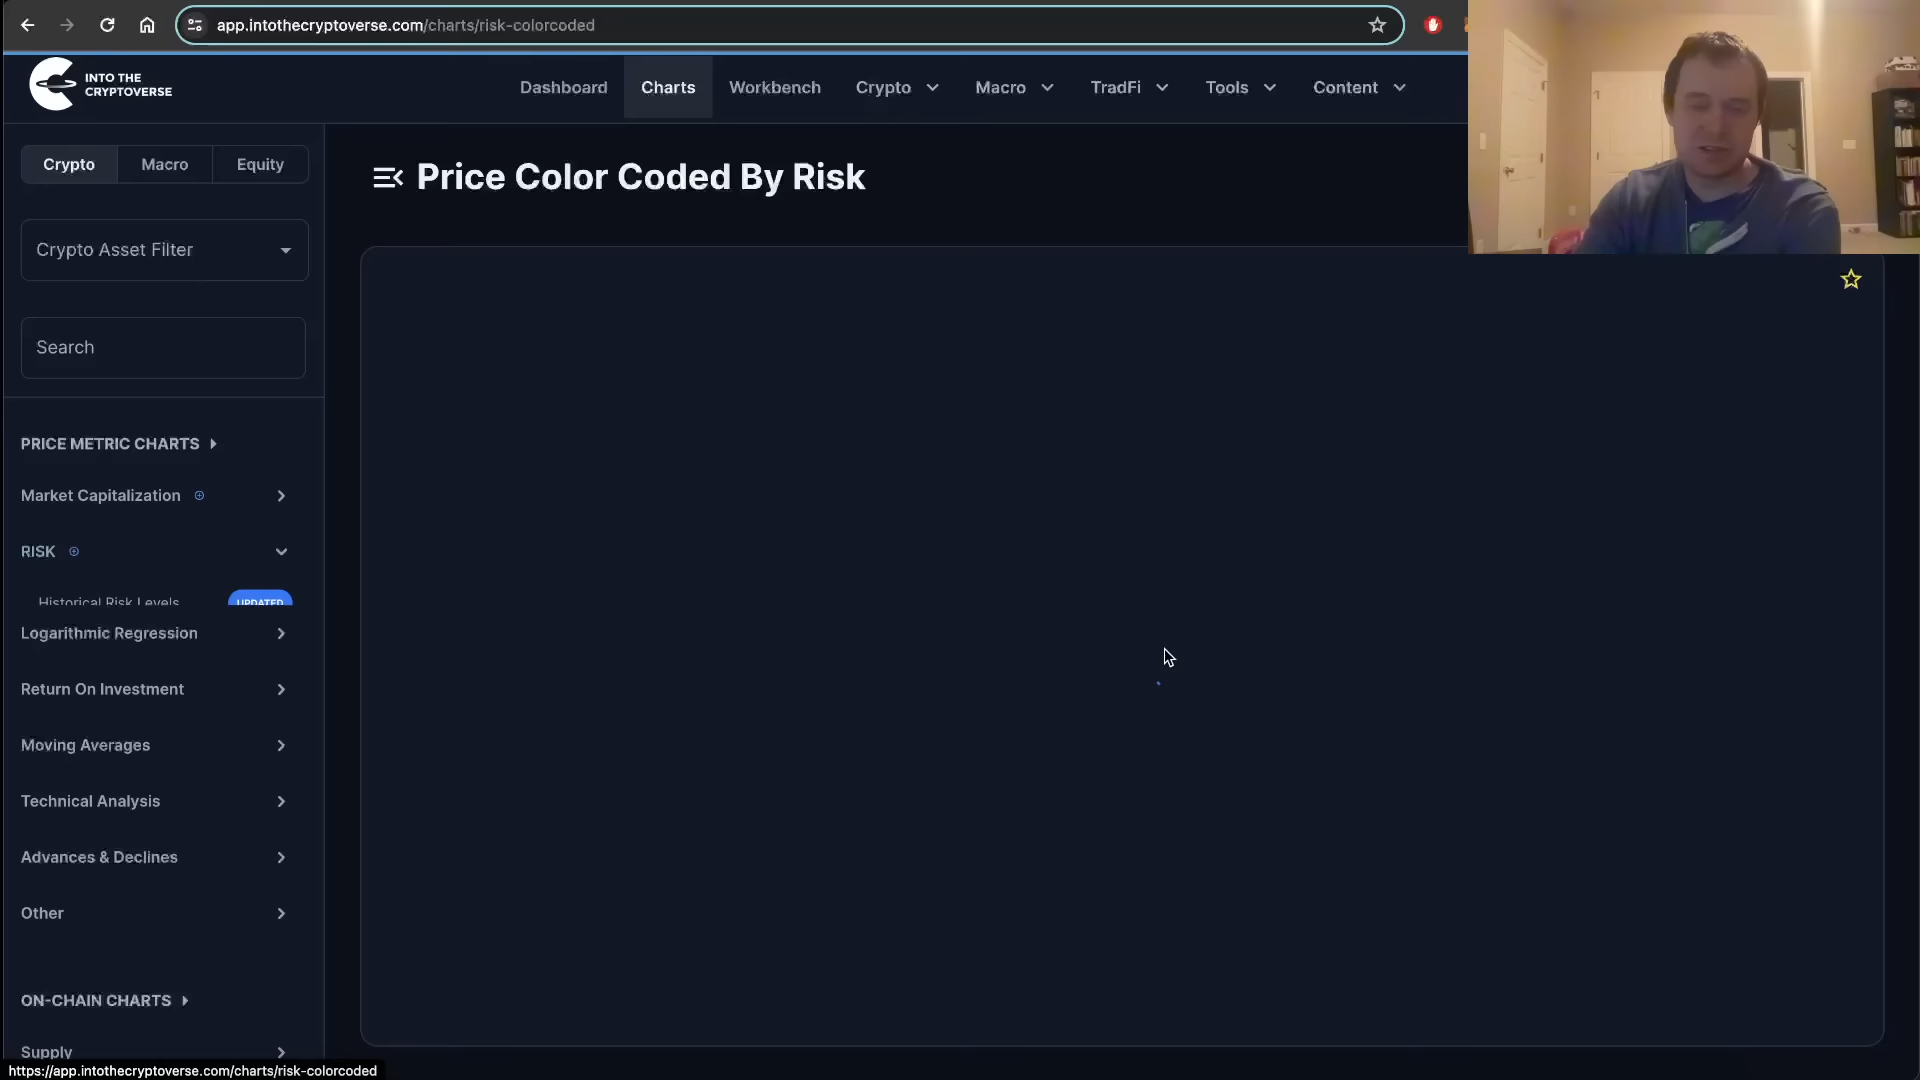 app.intothecryptoverse.com/charts/risk-colorcoded
INTO THE
CRYPTOVERSE
Dashboard
Charts
Workbench
Crypto
Macro
TradFi
Tools
Content
Crypto
Macro
Equity
Price Color Coded By Risk
Crypto Asset Filter
Search
PRICE METRIC CHARTS
Market Capitalization
RISK
Historical Risk Levels
UPDATED
Logarithmic Regression
Return On Investment
Moving Averages
Technical Analysis
Advances & Declines
Other
ON-CHAIN CHARTS
Supply
https://app.intothecryptoverse.com/charts/risk-colorcoded